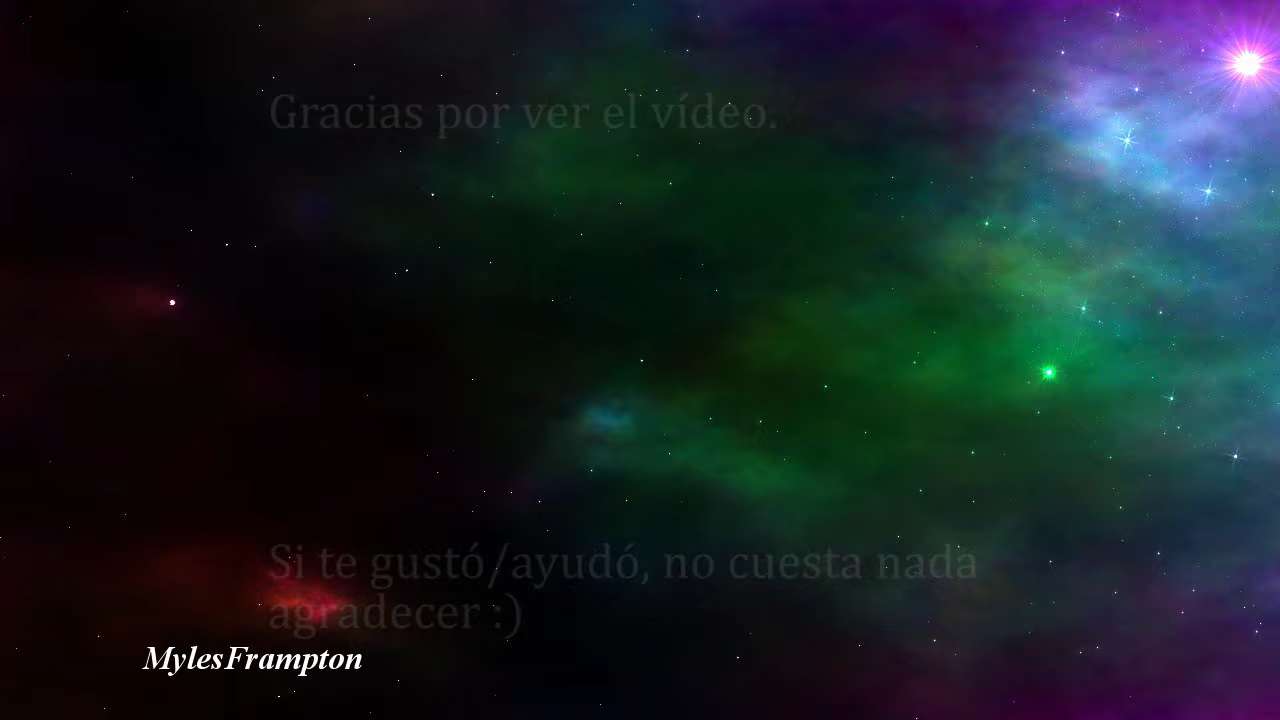 Gracias por ver el vídeo.
Si te gustó/ayudó, no cuesta nada
agradecer :)
MylesFrampton